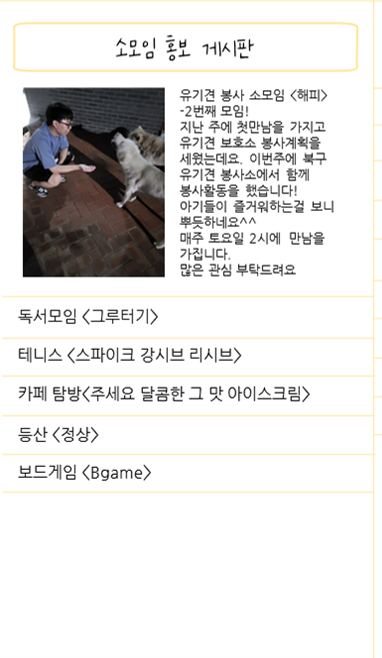 소모임 홍보 게시판
유기견 봉사 소모임 <해피>
-2번째 모임!
지난 주에 첫만남을 가지고
유기견 보호소 봉사계획을
세웠는데요. 이번주에 북구
유기견 봉사소에서 함께
봉사활동을 했습니다!
아기들이 즐거워하는걸 보니
뿌듯하네요^^
매주 토요일 2시에 만남을
가집니다.
많은 관심 부탁드려요
독서모임 <그루터기>
테니스 <스파이크 강시브 리시브>
카페 탐방<주세요 달콤한 그 맛 아이스크림>
등산 <정상>
보드게임 <Bgame>